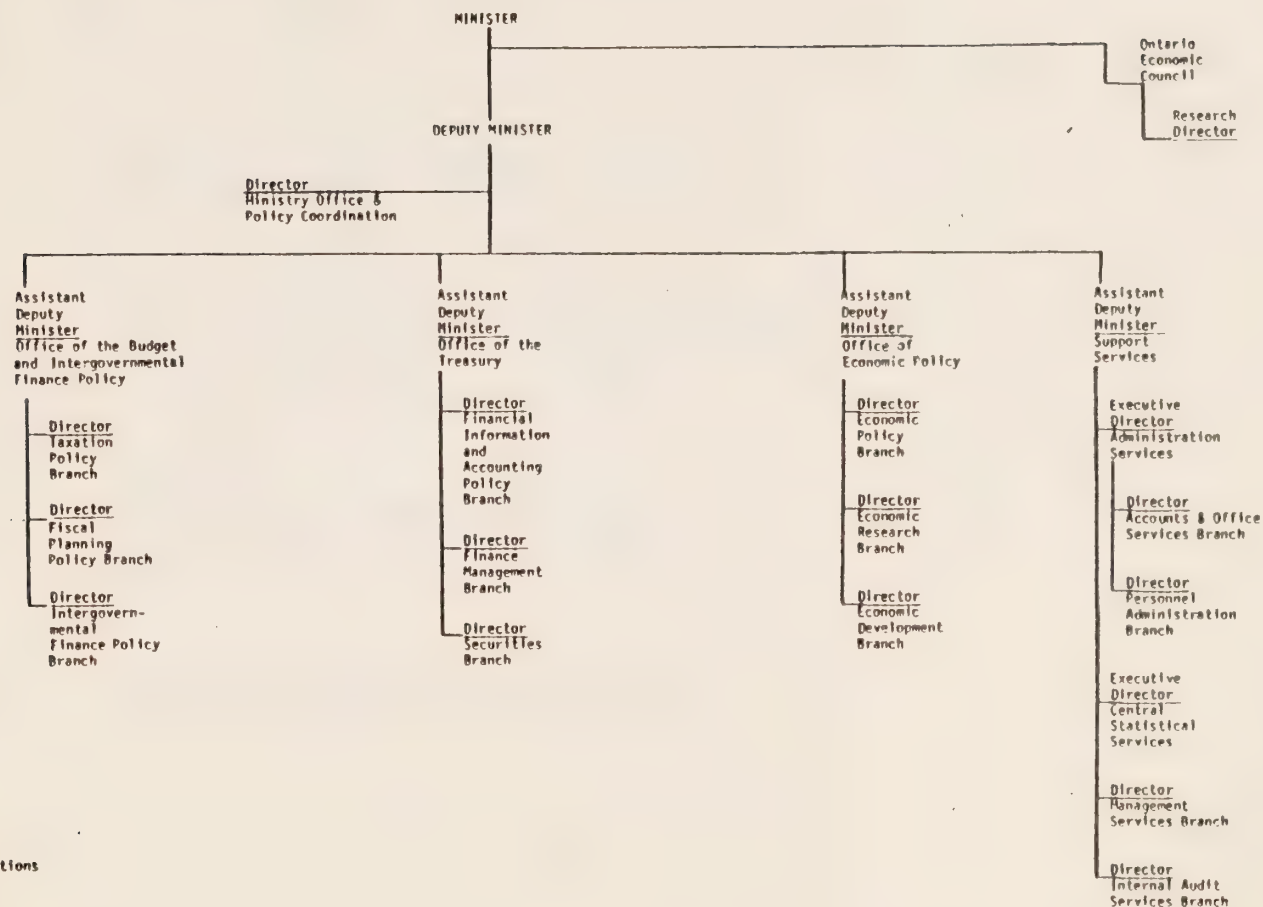 MINISTER
Ontario
Economic
Council
Research
Director
DEPUTY MINISTER
Director
Ministry Office &
Policy Coordination
Assistant
Deputy
Minister
Office of the Budget
and Intergovernmental
Finance Policy
Director
Taxation
Policy
Branch
Director
Fiscal
Planning
Policy Branch
Director
Intergovern-
mental
Finance Policy
Branch
Assistant
Deputy
Minister
Office of the
Treasury
Director
Financial
Information
and
Accounting
Policy
Branch
Director
Finance
Management
Branch
Director
Securities
Branch
Assistant
Deputy
Minister
Office of
Economic Policy
Director
Economic
Policy
Branch
Director
Economic
Research
Branch
Director
Economic
Development
Branch
Assistant
Deputy
Minister
Support
Services
Executive
Director
Administration
Services
Director
Accounts & Office
Services Branch
Director
Personnel
Administration
Branch
Executive
Director
Central
Statistical
Services
Director
Management
Services Branch
Director
Internal Audit
Services Branch
tions